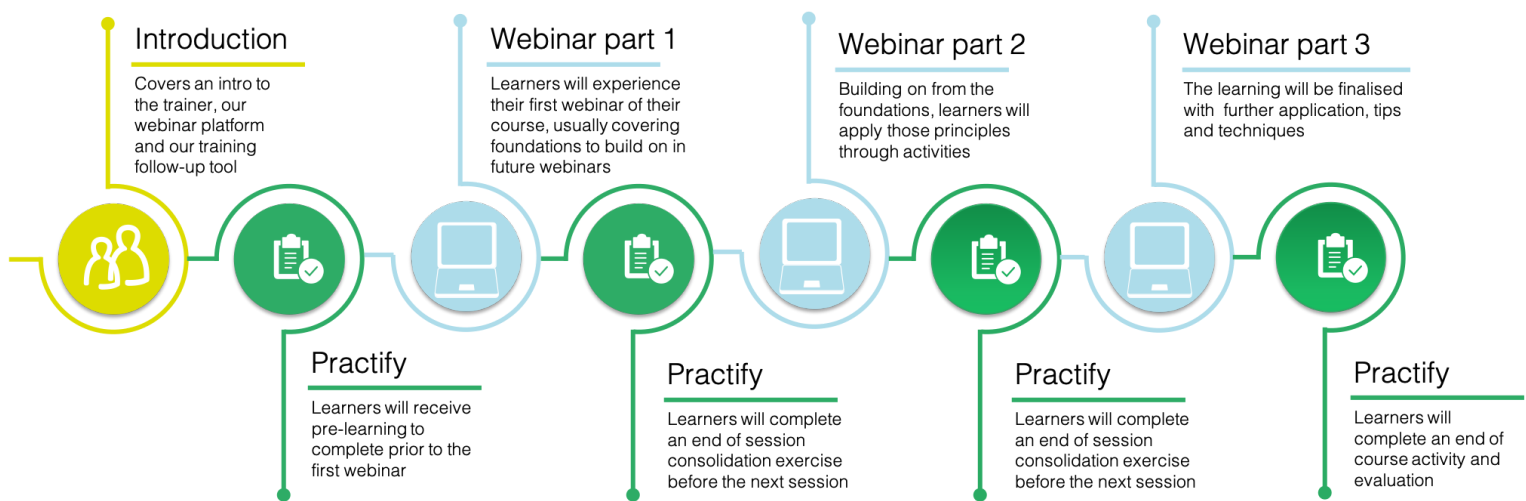 Introduction
Covers an intro to
the trainer, our
webinar platform
and our training
follow-up tool
Practify
Learners will receive
pre-learning to
complete prior to the
first webinar
Webinar part 1
Learners will experience
their first webinar of their
course, usually covering
foundations to build on in
future webinars
Practify
Learners will complete
an end of session
consolidation exercise
before the next session
Webinar part 2
Building on from the
foundations, learners will
apply those principles
through activities
Practify
Learners will complete
an end of session
consolidation exercise
before the next session
Webinar part 3
The learning will be finalised
with further application, tips
and techniques
Practify
Learners will
complete an end of
course activity and
evaluation